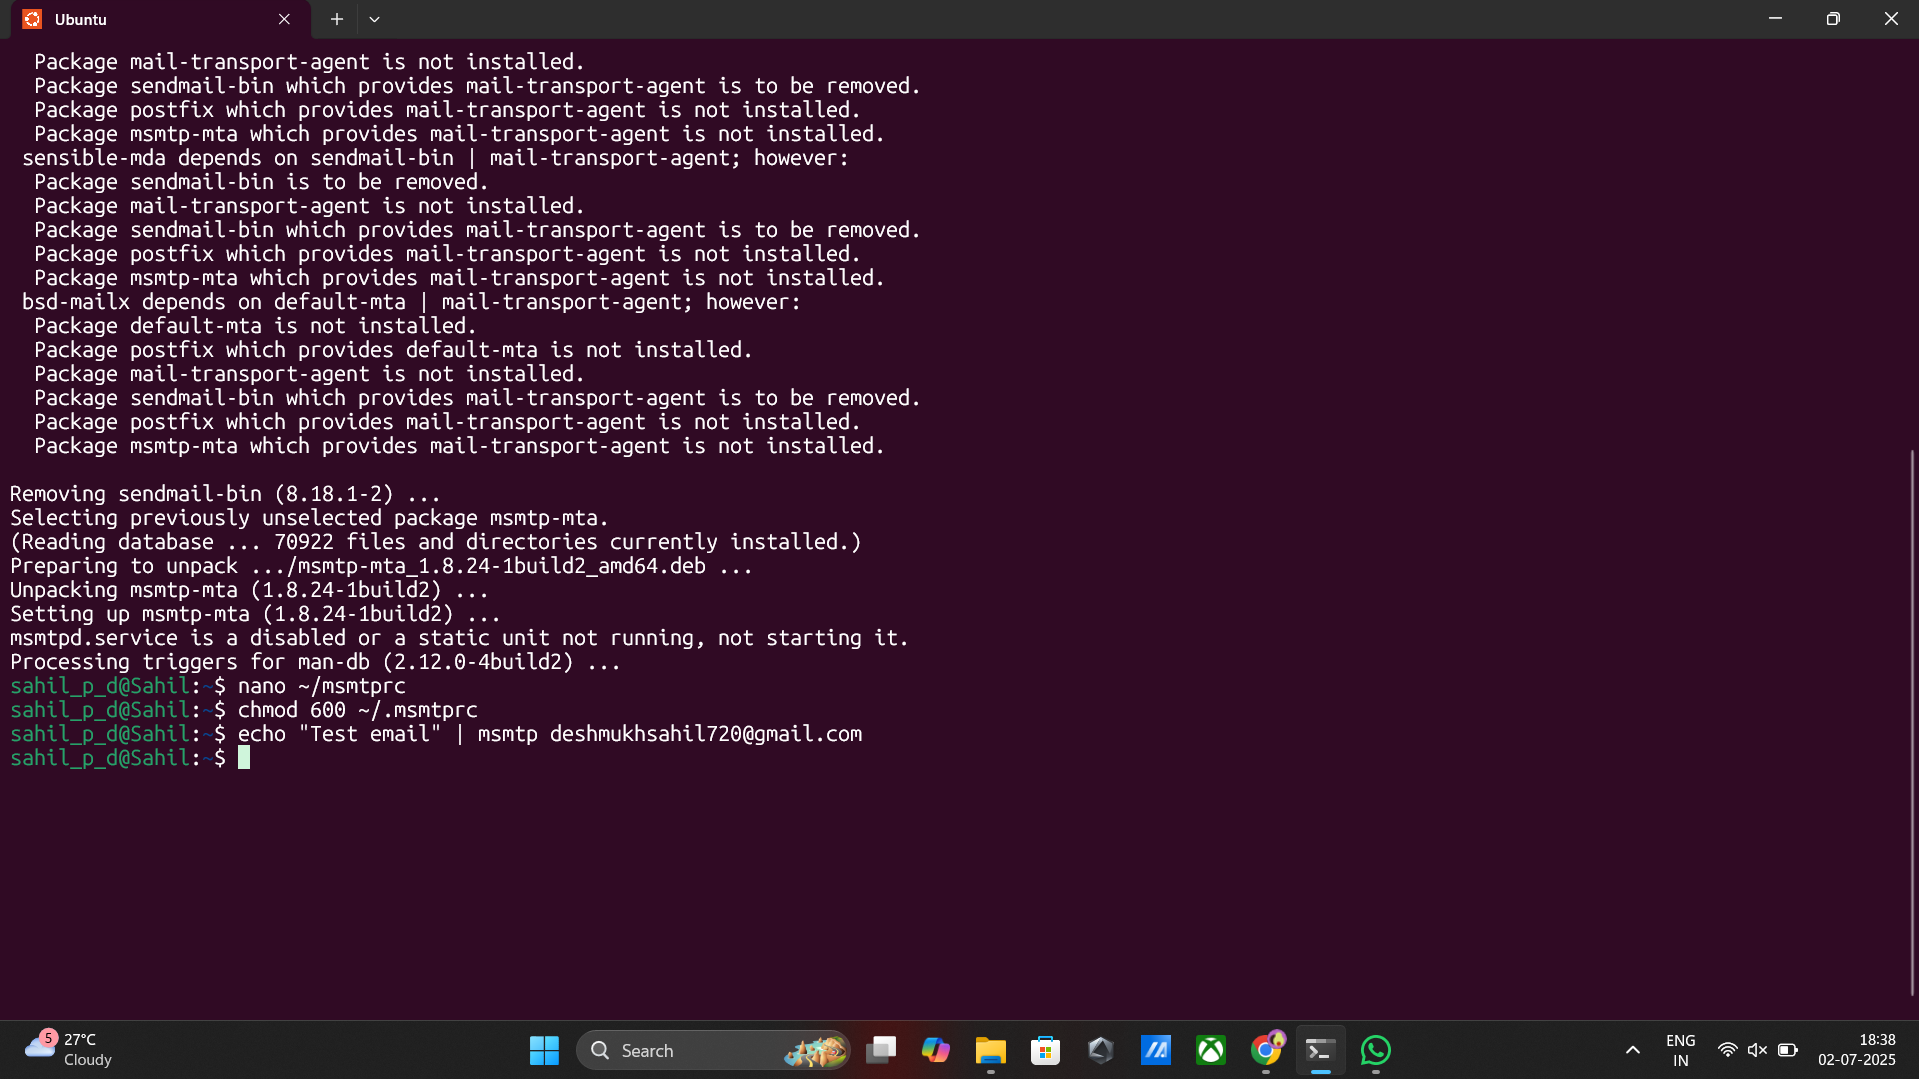 Ubuntu
Package mail-transport-agent is not installed.
Package sendmail-bin which provides mail-transport-agent is to be removed.
Package postfix which provides mail-transport-agent is not installed.
Package msmtp-mta which provides mail-transport-agent is not installed.
sensible-mda depends on sendmail-bin | mail-transport-agent; however:
Package sendmail-bin is to be removed.
Package mail-transport-agent is not installed.
Package sendmail-bin which provides mail-transport-agent is to be removed.
Package postfix which provides mail-transport-agent is not installed.
Package msmtp-mta which provides mail-transport-agent is not installed.
bsd-mailx depends on default-mta | mail-transport-agent; however:
Package default-mta is not installed.
Package postfix which provides default-mta is not installed.
Package mail-transport-agent is not installed.
Package sendmail-bin which provides mail-transport-agent is to be removed.
Package postfix which provides mail-transport-agent is not installed.
Package msmtp-mta which provides mail-transport-agent is not installed.
Removing sendmail-bin (8.18.1-2) ...
Selecting previously unselected package msmtp-mta.
(Reading database ... 70922 files and directories currently installed.)
Preparing to unpack .../msmtp-mta_1.8.24-1build2_amd64.deb ...
Unpacking msmtp-mta (1.8.24-1build2) ...
Setting up msmtp-mta (1.8.24-1build2) ...
msmtpd.service is a disabled or a static unit not running, not starting it.
Processing triggers for man-db (2.12.0-4build2) ...
sahil_p_d@Sahil:~$ nano ~/msmtprc
sahil_p_d@Sahil:~$ chmod 600 ~/.msmtprc
sahil_p_d@Sahil:~$ echo "Test email" | msmtp deshmukhsahil720@gmail.com
sahil_p_d@Sahil:~$
5
27°C
Cloudy
Search
ENG
IN
18:38
02-07-2025